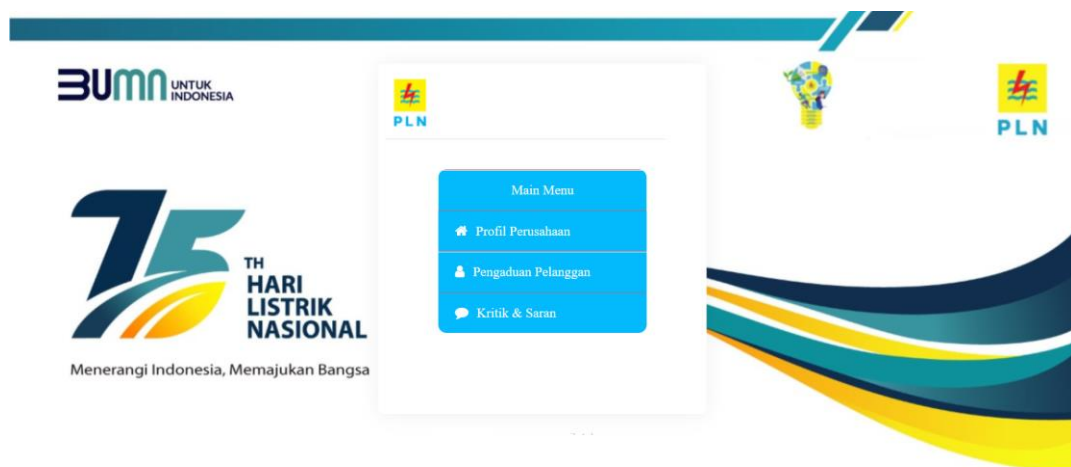 BUMN UNTUK
INDONESIA
PLN
PLN
75
TH
HARI
LISTRIK
NASIONAL
Menerangi Indonesia, Memajukan Bangsa
Main Menu
Profil Perusahaan
Pengaduan Pelanggan
Kritik & Saran